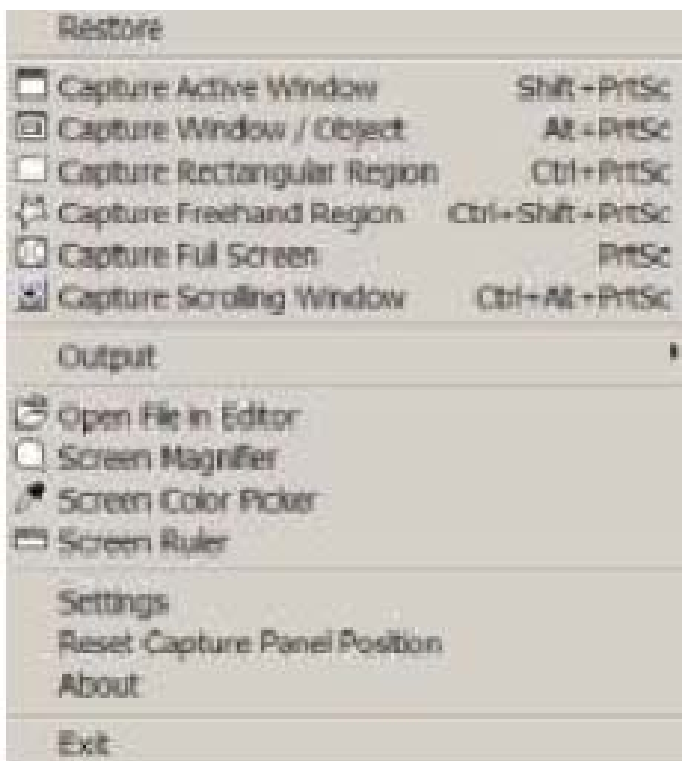 Restore
Capture Active Window Shift+PrtSc
Capture Window / Object Alt+PrtSc
Capture Rectangular Region Ctrl+PrtSc
Capture Freehand Region Ctrl+Shift+PrtSc
Capture Full Screen PrtSc
Capture Scrolling Window Ctrl+Alt+PrtSc
Output
Open File in Editor
Screen Magnifier
Screen Color Picker
Screen Ruler
Settings
Reset Capture Panel Position
About
Exit